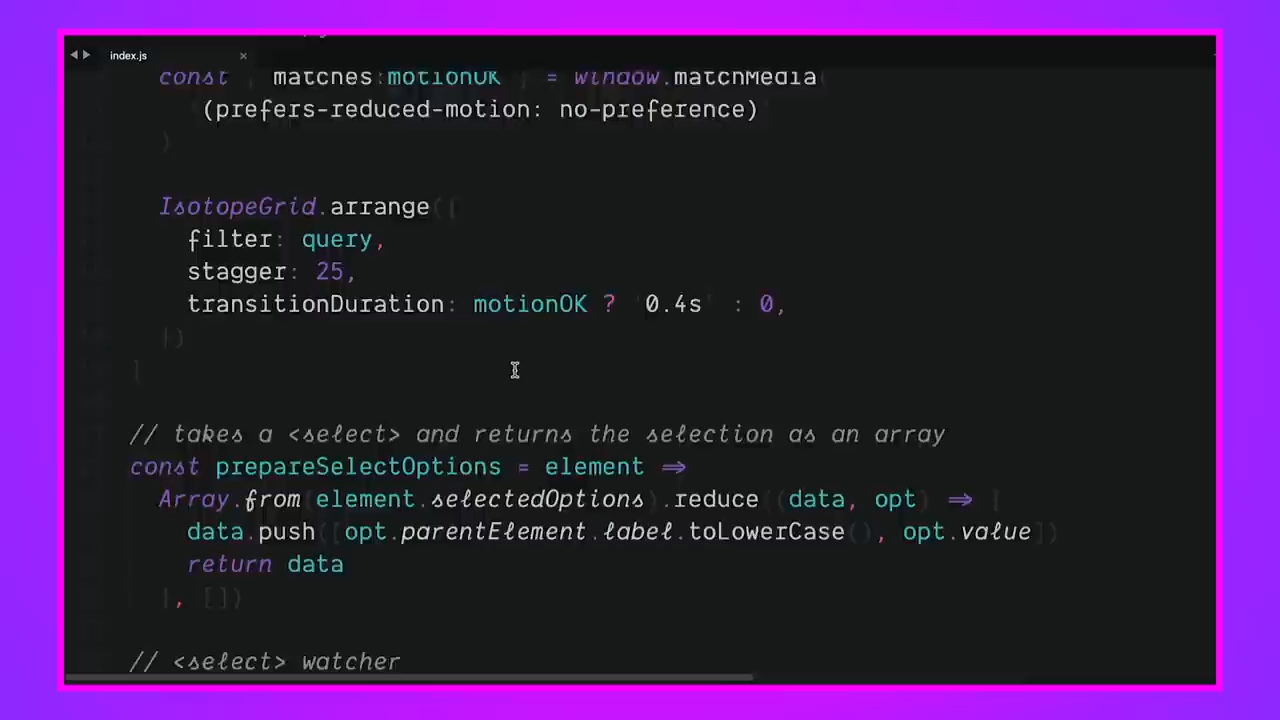 index.js ×
const { matches:motionOK } = window.matchMedia(
(prefers-reduced-motion: no-preference)
)
IsotopeGrid.arrange({
filter: query,
stagger: 25,
transitionDuration: motionOK ? '0.4s' : 0,
})
}
// takes a <select> and returns the selection as an array
const prepareSelectOptions = element =>
Array.from(element.selectedOptions).reduce((data, opt) => {
data.push([opt.parentElement.label.toLowerCase(), opt.value])
return data
}, [])
// <select> watcher